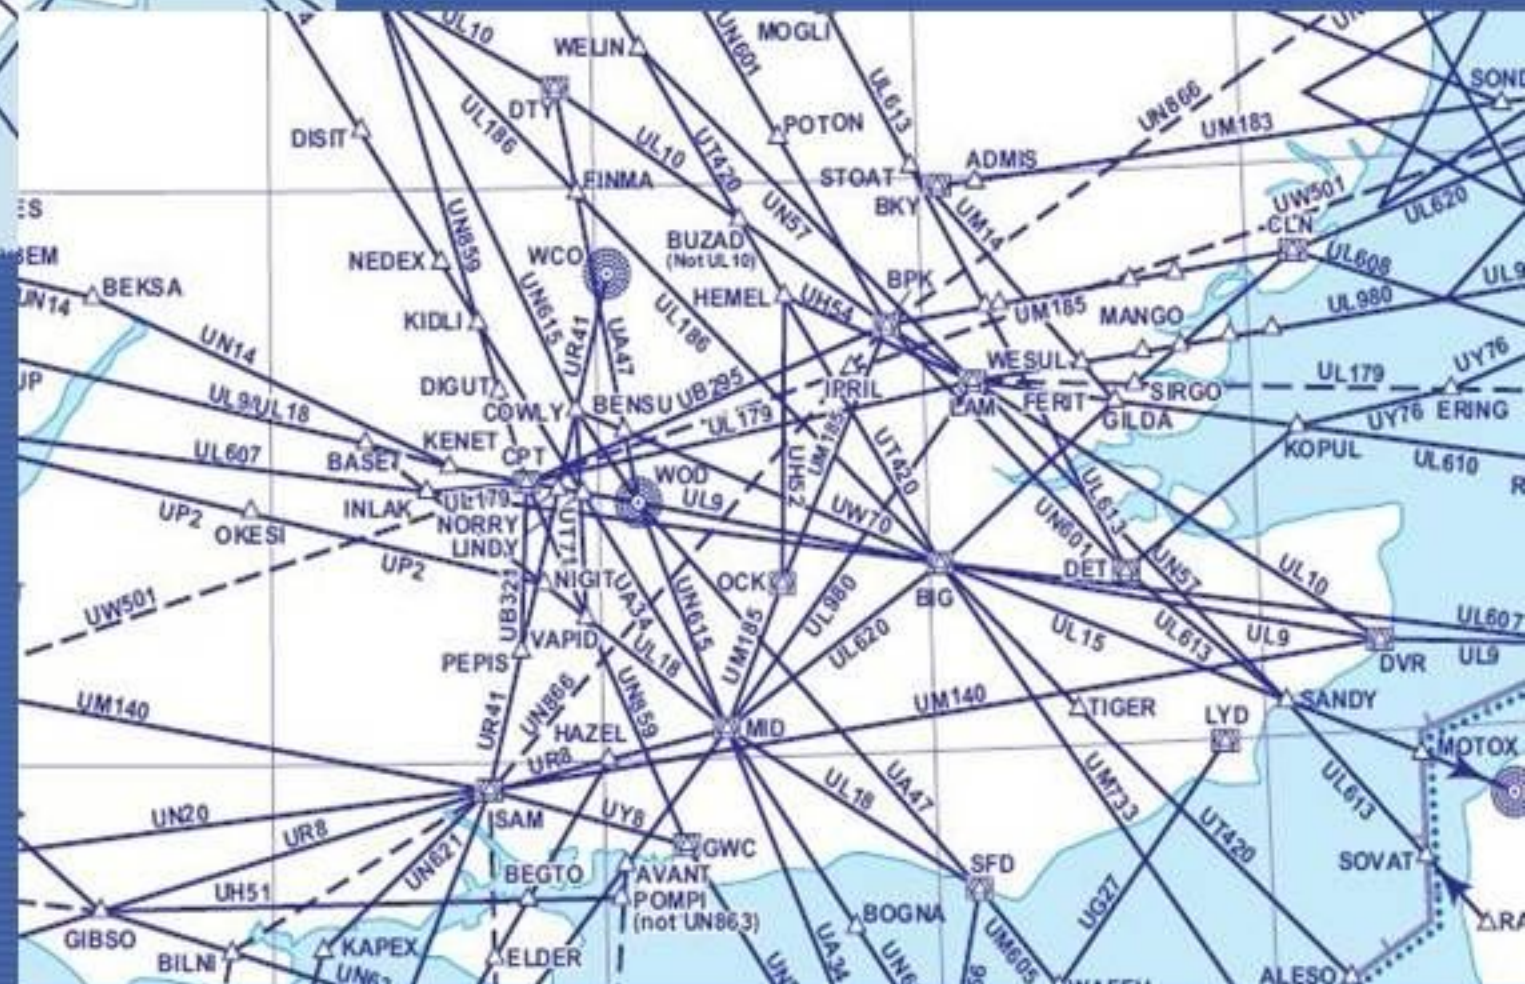 UL10
WELIN
UN601
MOGLI
UL613
UN866
UM183
DISIT
UL186
DTY
UL10
UT420
POTON
STOAT
ADMIS
BKY
UM14
UN57
FINMA
UN859
NEDEX
WCO
BUZAD
(Not UL10)
HEMEL
UH54
BPK
UM185
MANGO
UW501
CLN
UL620
UL608
UL980
BEKSA
UN14
UN14
KIDLI
UN615
UR41
UA47
UL186
DIGUT
COWLY
BENSU
UB295
IPRIL
WESUL
LAM
FERIT
SIRGO
GILDA
UL179
UY76
UY76
ERING
KOPUL
UL610
UL9/UL18
UL607
BASET
KENET
CPT
UL179
UH52
UM185
UT420
WOD
UL9
UW70
INLAK
UL179
NORRY
LINDY
UP2
OKESI
UP2
UW501
UB321
NIGIT
UA34
UN615
OCK
UM185
UL980
UL620
BIG
UN601
UL613
DET
UN57
UL10
UL15
UL613
UL9
UL607
UL9
DVR
VAPID
PEPIS
UL18
UN859
UM140
UR41
UN866
HAZEL
UR8
MID
UM140
TIGER
LYD
SANDY
MOTOX
UN20
UR8
SAM
UY8
GWC
UL18
UA47
UM733
UT420
UL613
SOVAT
UN621
UH51
GIBSO
BILNI
KAPEX
BEGTO
AVANT
POMPI
(not UN863)
ELDER
BOGNA
UA34
SFD
UM605
UG27
ALESO